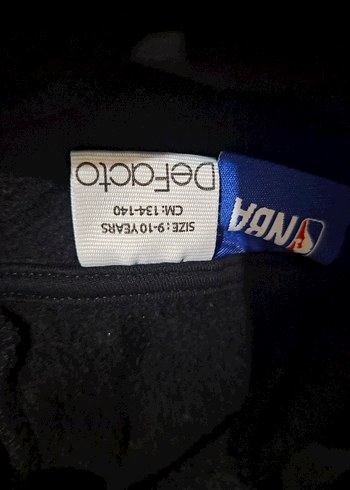 DeFacto
SIZE: 9-10 YEARS
CM: 134-140
NBA